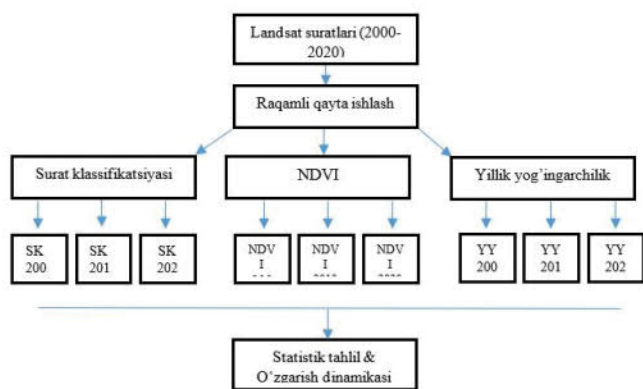 Landsat suratlari (2000-
2020)
Raqamli qayta ishlash
Surat klassifikatsiyasi
NDVI
Yillik yog'ingarchilik
SK
200
SK
201
SK
202
NDV
I
NDV
I
NDV
I
YY
200
YY
201
YY
202
Statistik tahlil &
O'zgarish dinamikasi